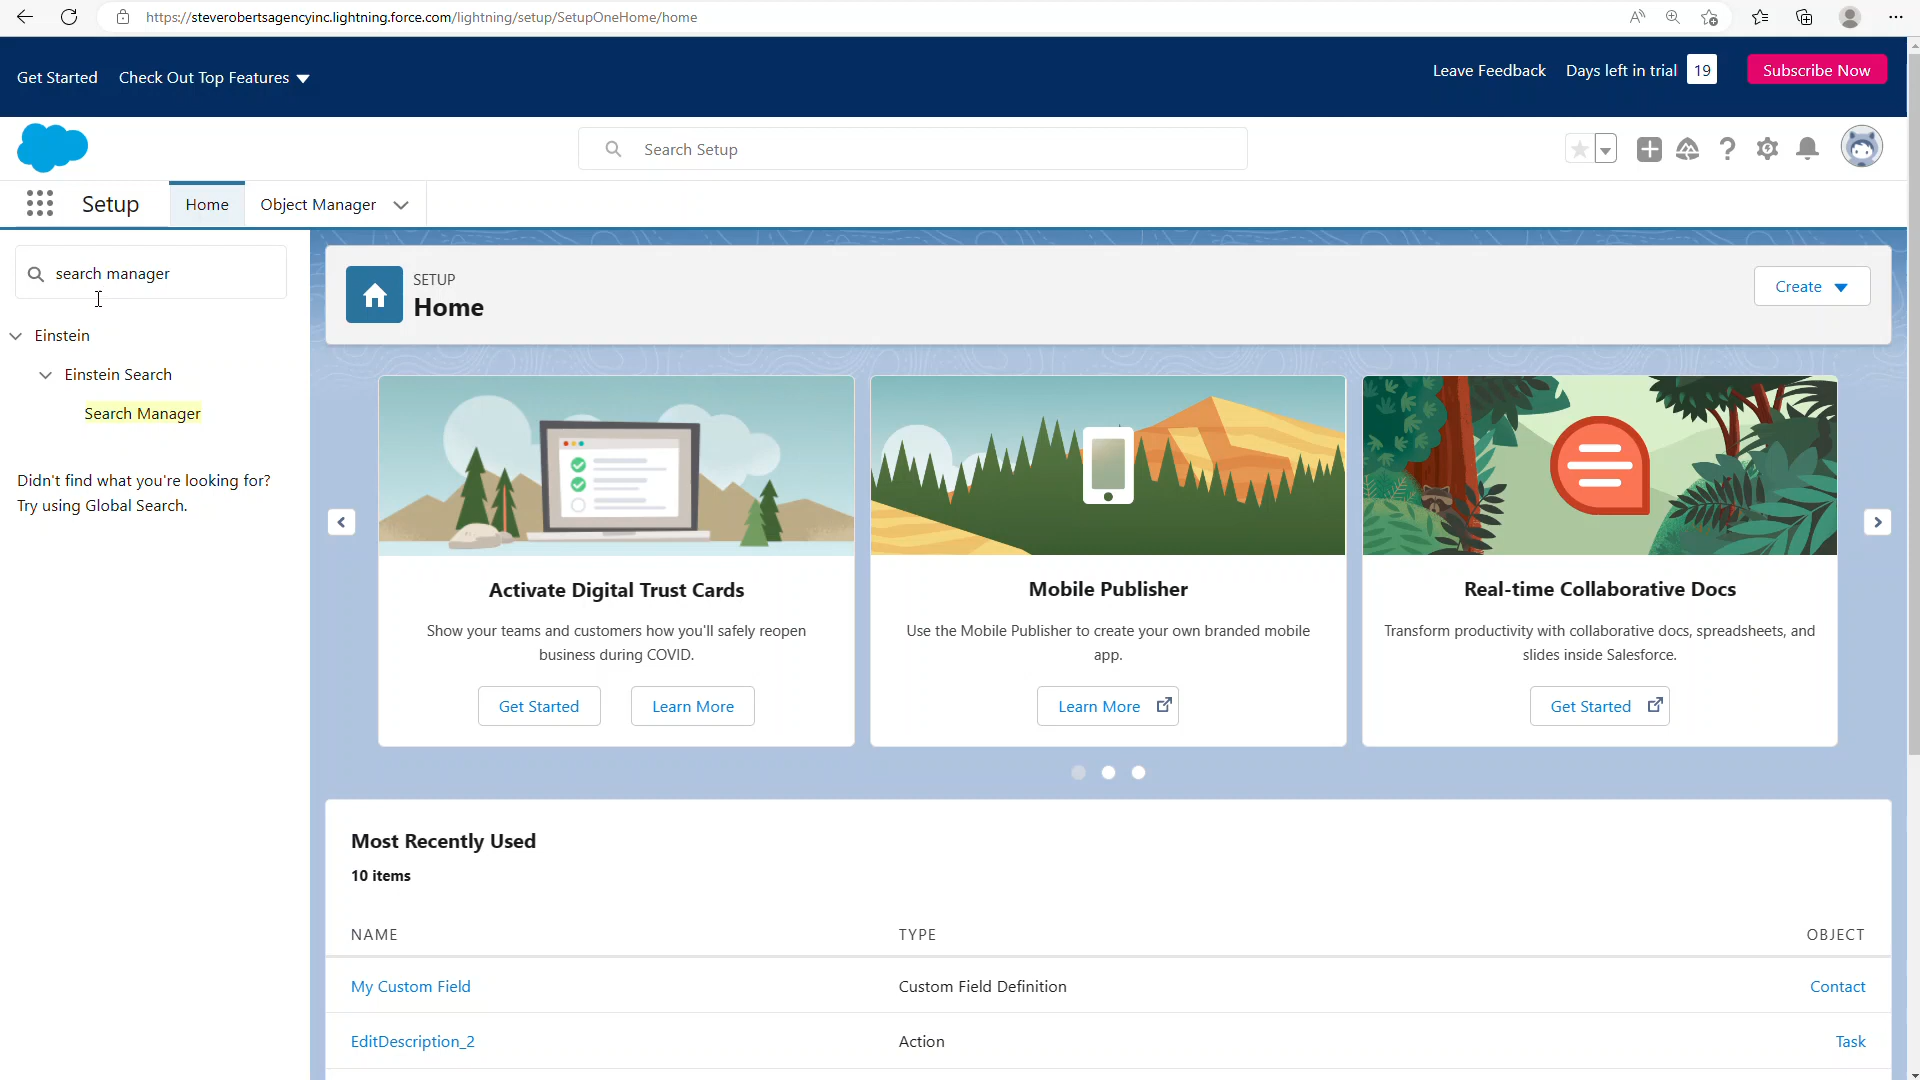 https://steverobertsagencyinc.lightning.force.com/lightning/setup/SetupOneHome/home
Get Started
Check Out Top Features
Leave Feedback
Days left in trial
19
Subscribe Now
Search Setup
Setup
Home
Object Manager
search manager
Einstein
Einstein Search
Search Manager
Didn't find what you're looking for?
Try using Global Search.
SETUP
Home
Create
Activate Digital Trust Cards
Show your teams and customers how you'll safely reopen
business during COVID.
Get Started
Learn More
Mobile Publisher
Use the Mobile Publisher to create your own branded mobile
app.
Learn More
Real-time Collaborative Docs
Transform productivity with collaborative docs, spreadsheets, and
slides inside Salesforce.
Get Started
Most Recently Used
10 items
NAME TYPE OBJECT
My Custom Field Custom Field Definition Contact
EditDescription_2 Action Task